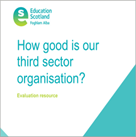 Education
Scotland
Foghlam Alba
How good is our
third sector
organisation?
Evaluation resource